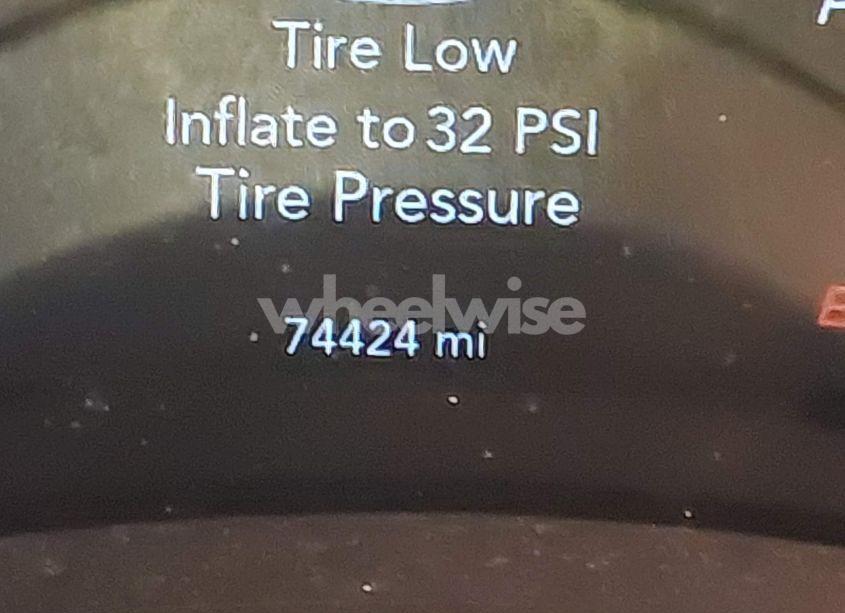 Tire Low
Inflate to 32 PSI
Tire Pressure
wheelwise
74424 mi